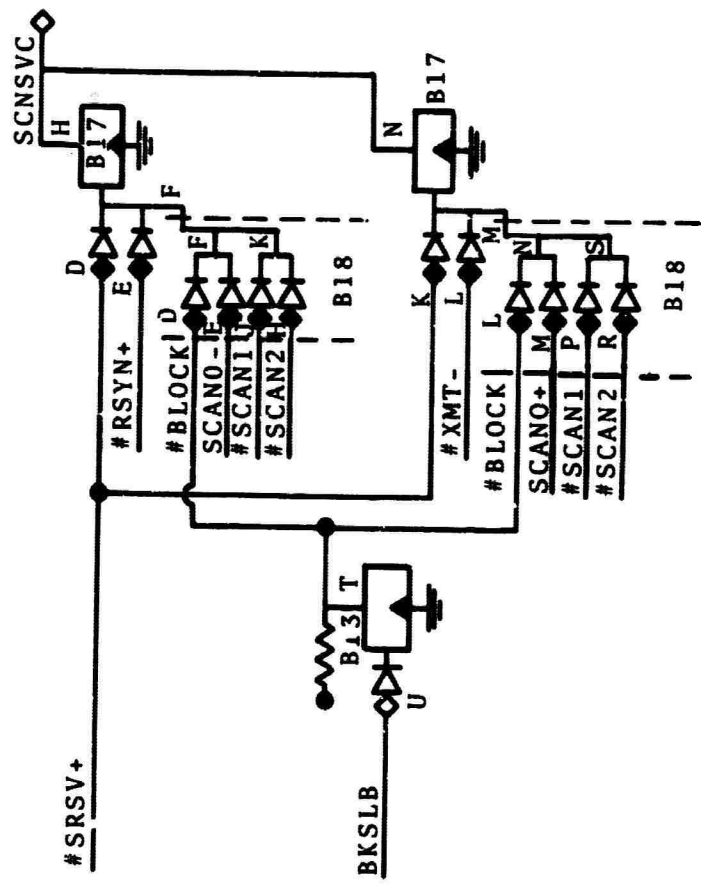 SCNSVC
H
#SRSV+
D
B17
#RSYN+
E
F
#BLOCK
D
F
SCAN0-
E
#SCAN1
J
K
#SCAN2
H
B18
B13
T
BKSLB
U
N
B17
K
#XMT-
L
M
#BLOCK
L
N
SCAN0+
M
#SCAN1
P
S
#SCAN2
R
B18